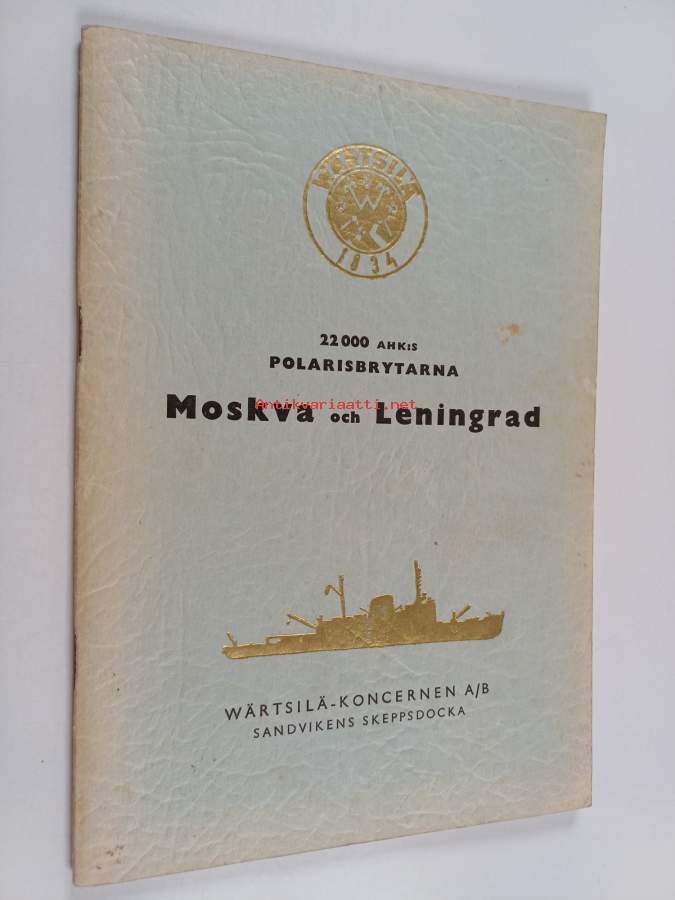 WÄRTSILÄ
W
1834
22000 AHK:S
POLARISBRYTARNA
Moskva och Leningrad
Antikvariaatti.net
WÄRTSILÄ-KONCERNEN A/B
SANDVIKENS SKEPPSDOCKA